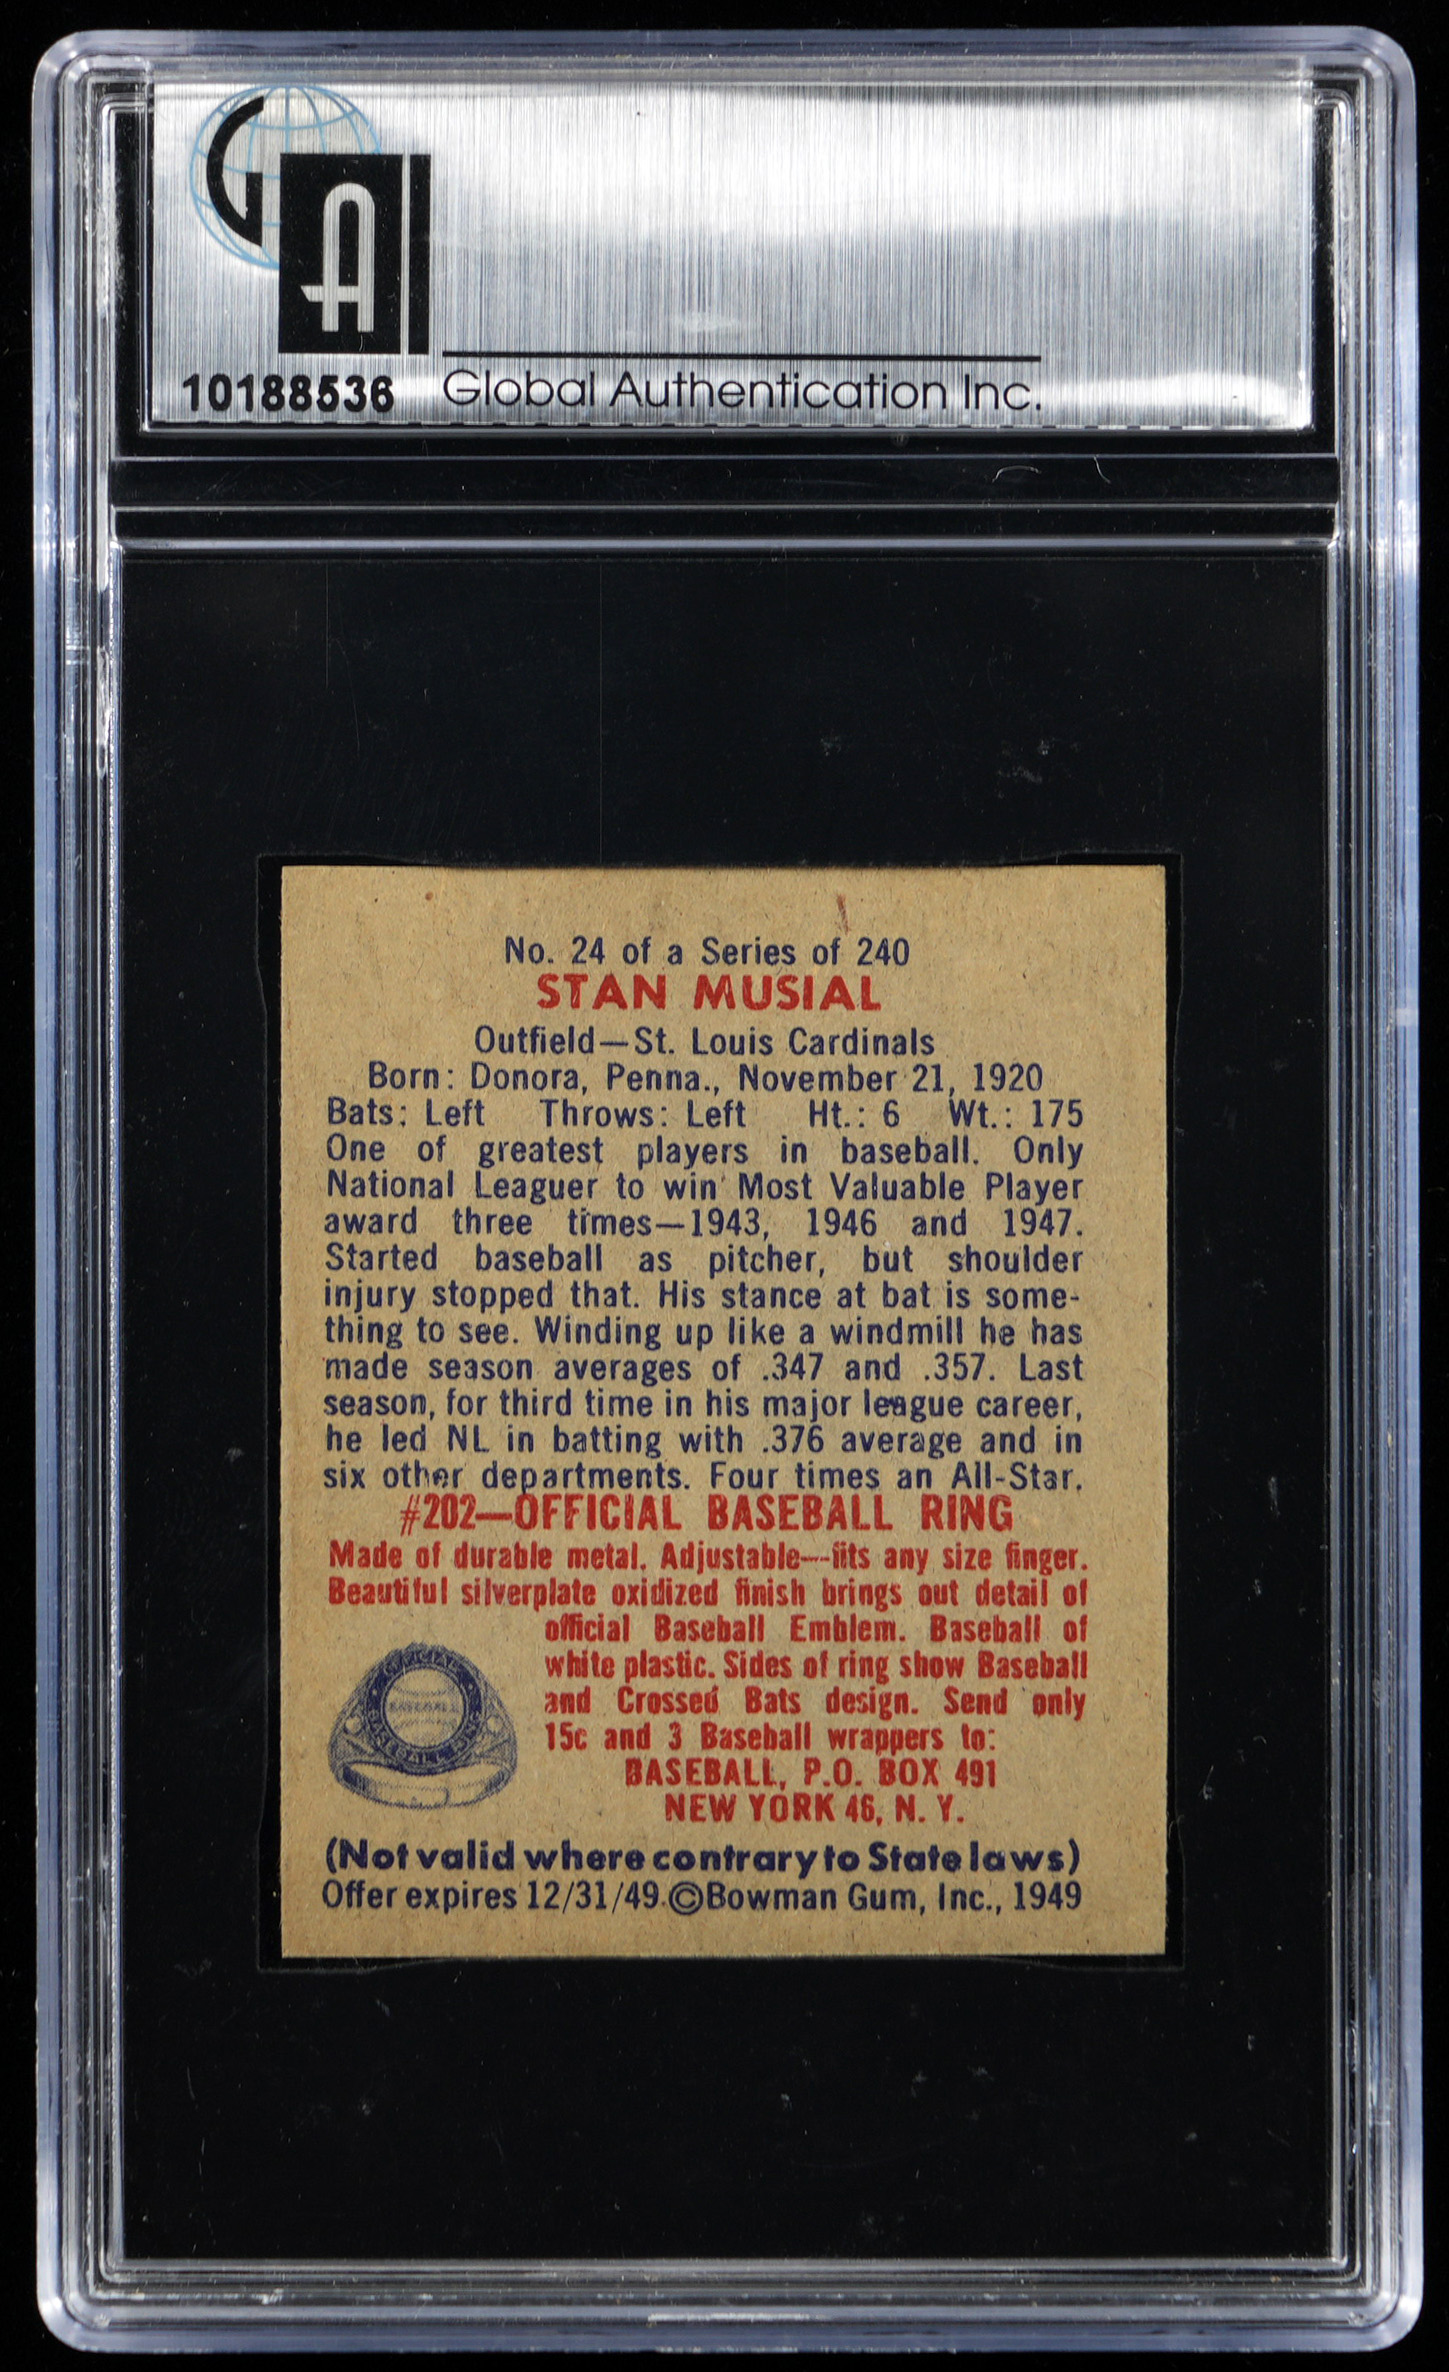 GA
10188536 Global Authentication Inc.
No. 24 of a Series of 240
STAN MUSIAL
Outfield—St. Louis Cardinals
Born: Donora, Penna., November 21, 1920
Bats: Left Throws: Left Ht.: 6 Wt.: 175
One of greatest players in baseball. Only
National Leaguer to win Most Valuable Player
award three times—1943, 1946 and 1947.
Started baseball as pitcher, but shoulder
injury stopped that. His stance at bat is some-
thing to see. Winding up like a windmill he has
made season averages of .347 and .357. Last
season, for third time in his major league career,
he led NL in batting with .376 average and in
six other departments. Four times an All-Star.
#202—OFFICIAL BASEBALL RING
Made of durable metal. Adjustable—fits any size finger.
Beautiful silverplate oxidized finish brings out detail of
official Baseball Emblem. Baseball of
white plastic. Sides of ring show Baseball
and Crossed Bats design. Send only
15c and 3 Baseball wrappers to:
BASEBALL, P.O. BOX 491
NEW YORK 46, N. Y.
(Not valid where contrary to State laws)
Offer expires 12/31/49 ©Bowman Gum, Inc., 1949